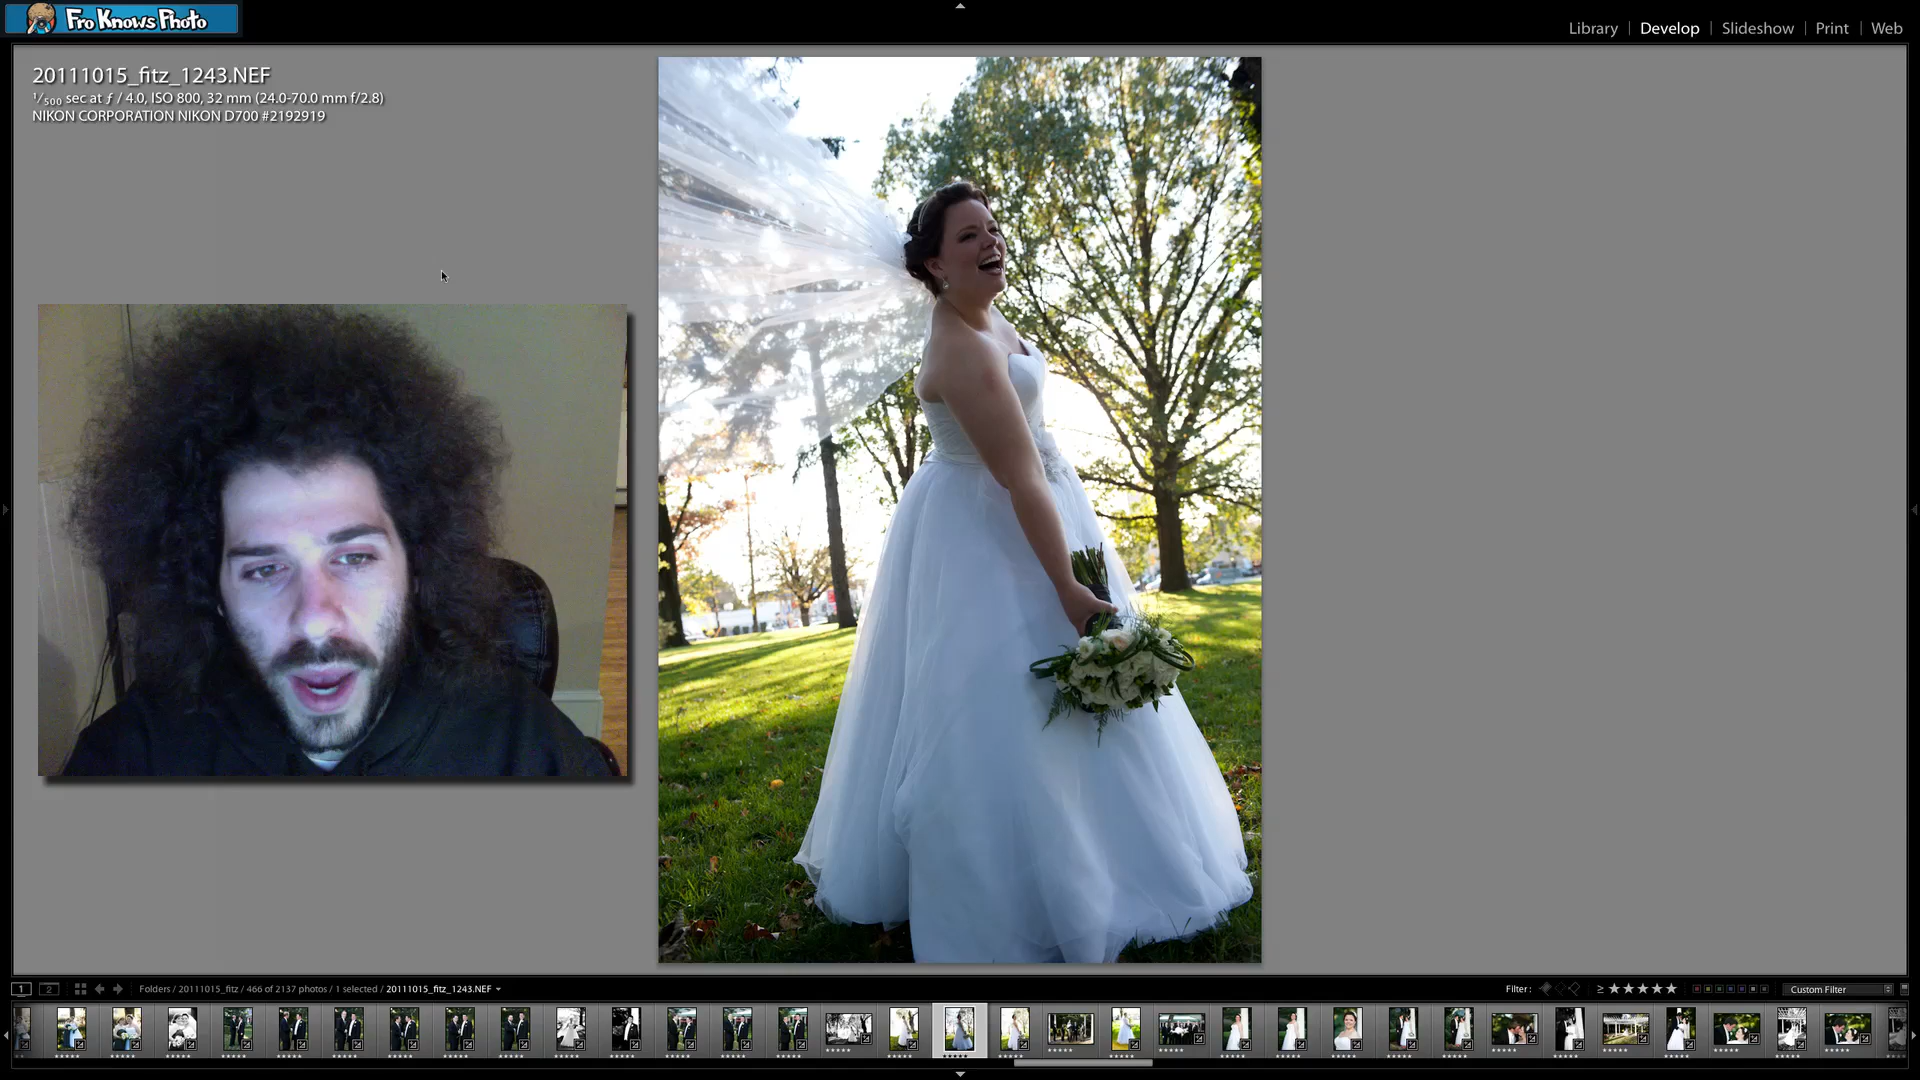 Fro Knows Photo
Library | Develop | Slideshow | Print | Web
20111015_fitz_1243.NEF
1/500 sec at ƒ / 4.0, ISO 800, 32 mm (24.0-70.0 mm f/2.8)
NIKON CORPORATION NIKON D700 #2192919
1 2 Folders / 20111015_fitz / 466 of 2137 photos / 1 selected / 20111015_fitz_1243.NEF
Filter : ≥ ★★★★★ Custom Filter